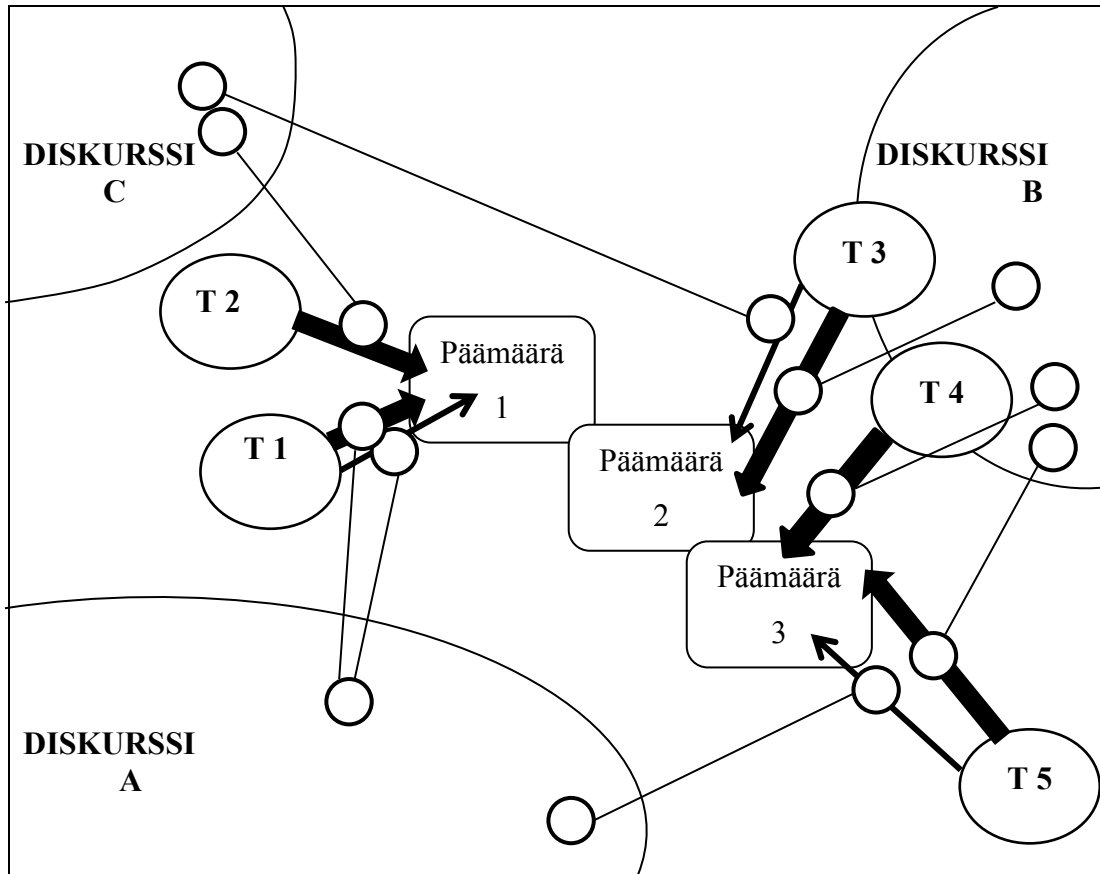 DISKURSSI
C
DISKURSSI
B
T 3
T 2
Päämäärä
1
T 4
T 1
Päämäärä
2
Päämäärä
3
DISKURSSI
A
T 5